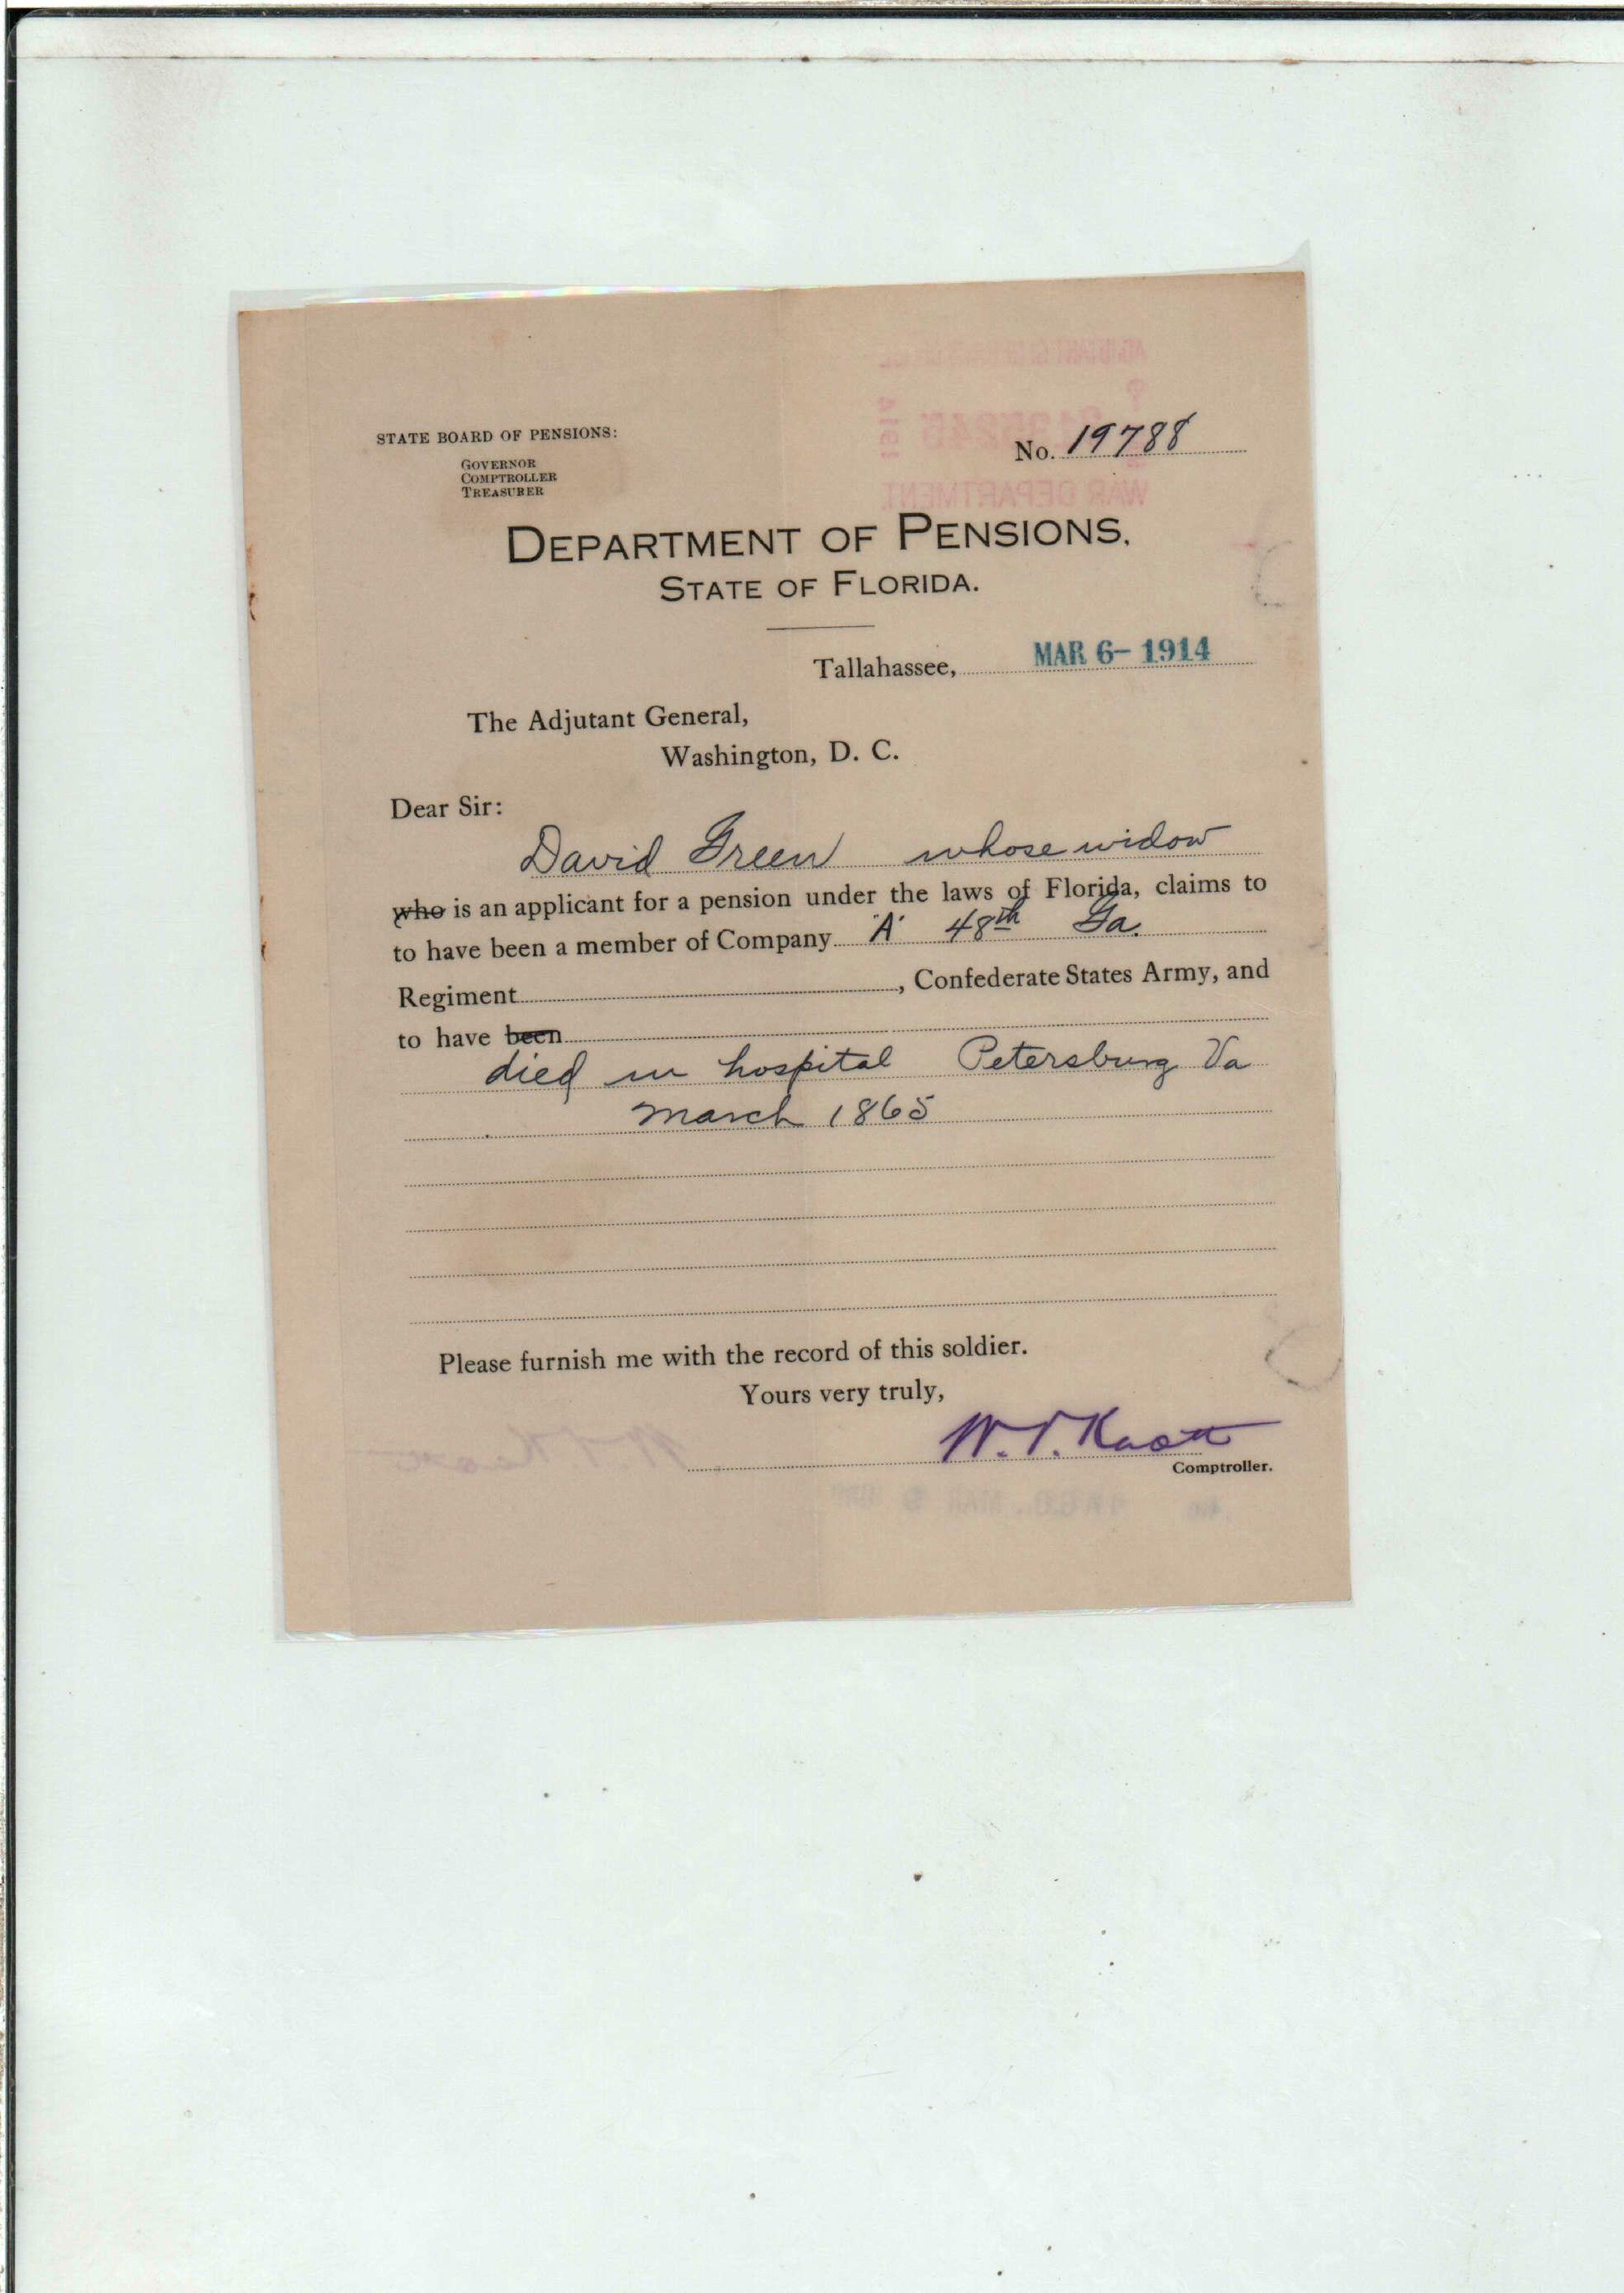 STATE BOARD OF PENSIONS:
GOVERNOR
COMPTROLLER
TREASURER
No. 19788
WAR DEPARTMENT
DEPARTMENT OF PENSIONS,
STATE OF FLORIDA.
Tallahassee, MAR 6- 1914
The Adjutant General,
Washington, D. C.
Dear Sir:
David Green whose widow
who is an applicant for a pension under the laws of Florida, claims to
to have been a member of Company "A" 48th Ga.
Regiment, Confederate States Army, and
to have been
died in hospital Petersburg Va
March 1865
Please furnish me with the record of this soldier.
Yours very truly,
W. V. Knott
Comptroller.